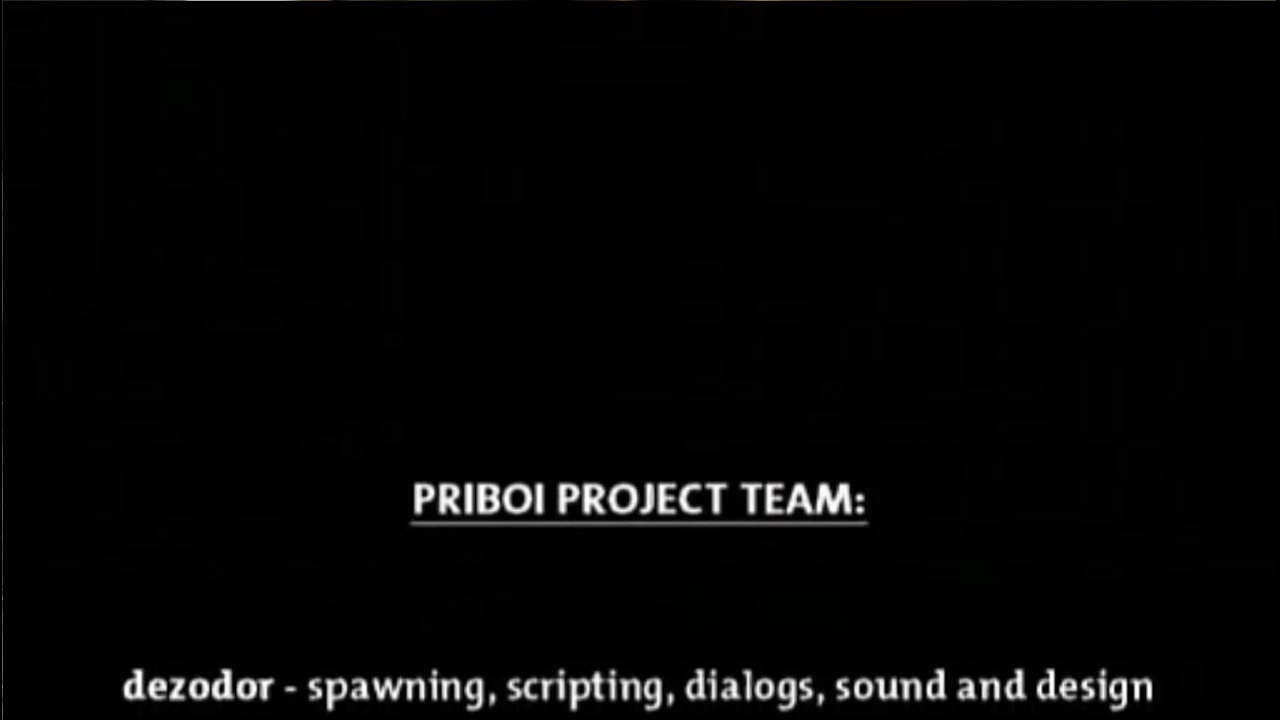 PRIBOI PROJECT TEAM:
dezodor - spawning, scripting, dialogs, sound and design